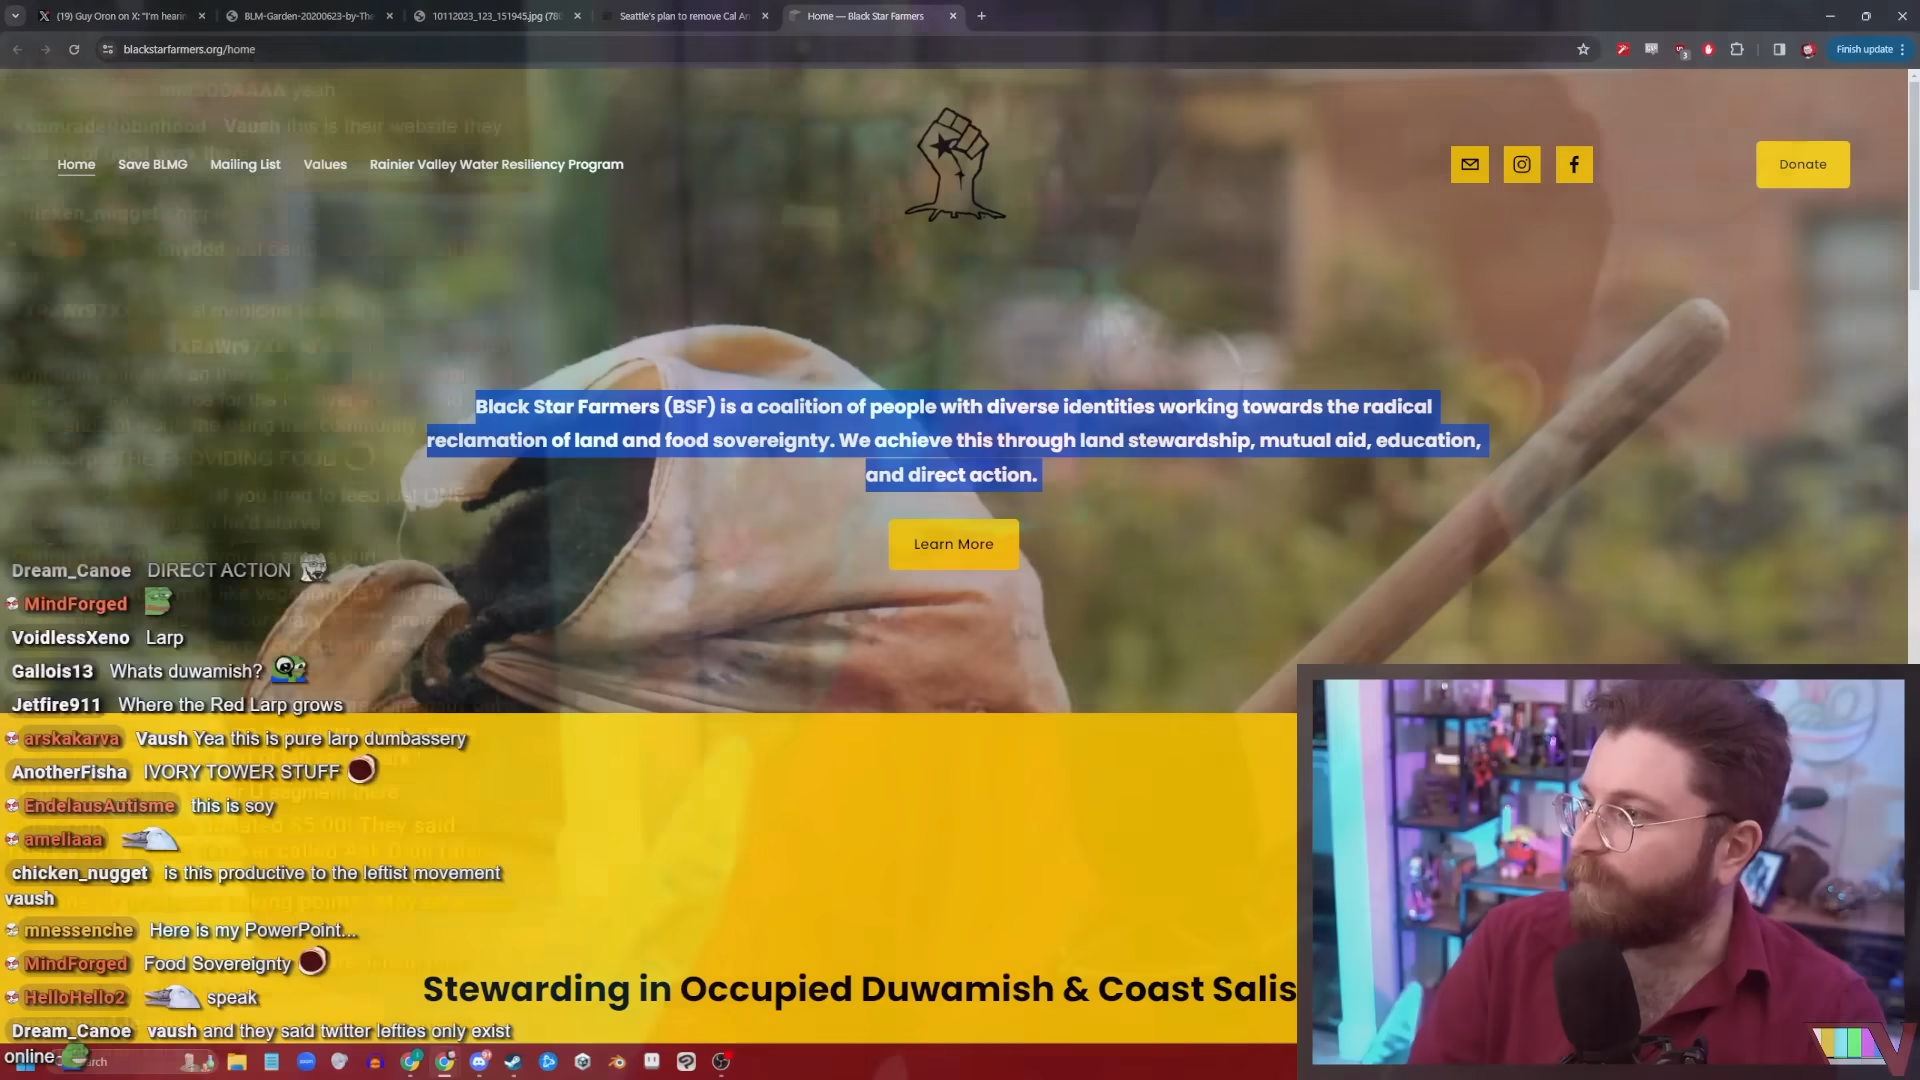 (19) Guy Oron on X: "I'm hearin
BLM-Garden-20200623-by-The
10112023_123_151945.jpg (780
Seattle's plan to remove Cal An
Home — Black Star Farmers
blackstarfarmers.org/home
3
Finish update
Home
Save BLMG
Mailing List
Values
Rainier Valley Water Resiliency Program
Donate
Black Star Farmers (BSF) is a coalition of people with diverse identities working towards the radical
reclamation of land and food sovereignty. We achieve this through land stewardship, mutual aid, education,
and direct action.
Learn More
Dream_Canoe DIRECT ACTION
MindForged
VoidlessXeno Larp
Gallois13 Whats duwamish?
Jetfire911 Where the Red Larp grows
arskakarva Vaush Yea this is pure larp dumbassery
AnotherFisha IVORY TOWER STUFF
EndelausAutisme this is soy
ameliaaa
chicken_nugget is this productive to the leftist movement
vaush
mnessenche Here is my PowerPoint...
MindForged Food Sovereignty
HelloHello2 speak
Dream_Canoe vaush and they said twitter lefties only exist
online
Stewarding in Occupied Duwamish & Coast Salis